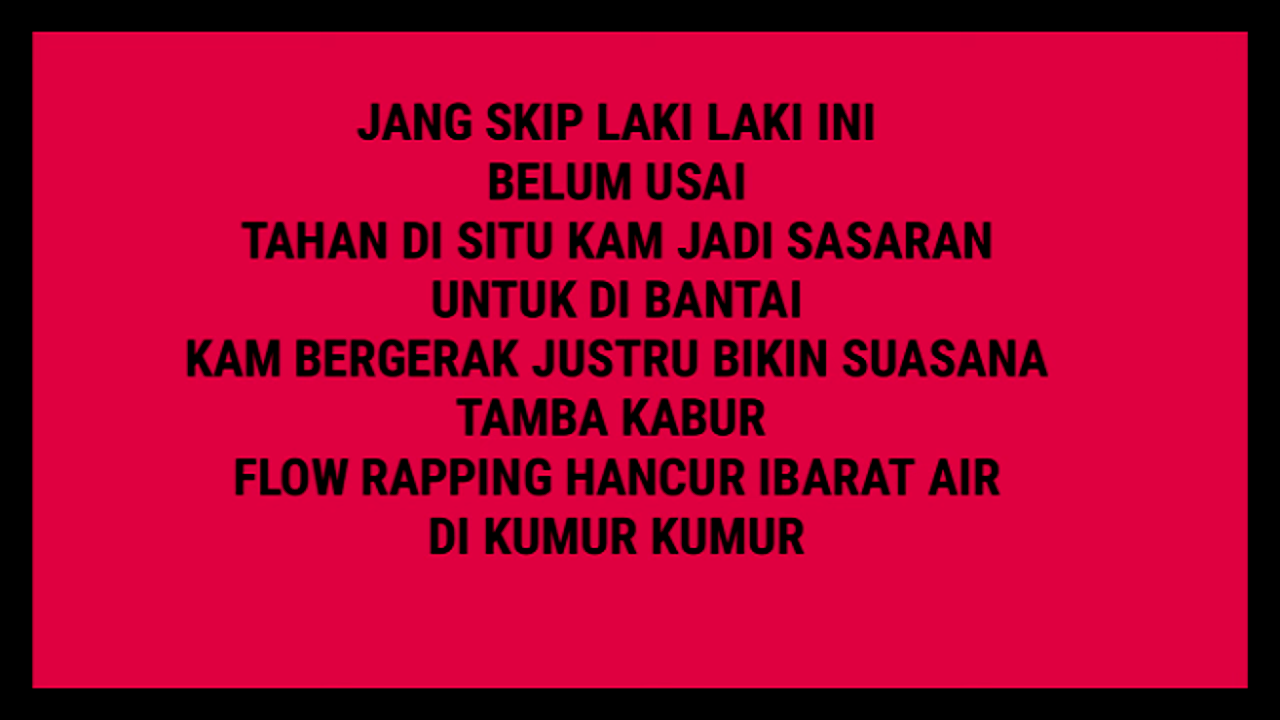 JANG SKIP LAKI LAKI INI
BELUM USAI
TAHAN DI SITU KAM JADI SASARAN
UNTUK DI BANTAI
KAM BERGERAK JUSTRU BIKIN SUASANA
TAMBA KABUR
FLOW RAPPING HANCUR IBARAT AIR
DI KUMUR KUMUR